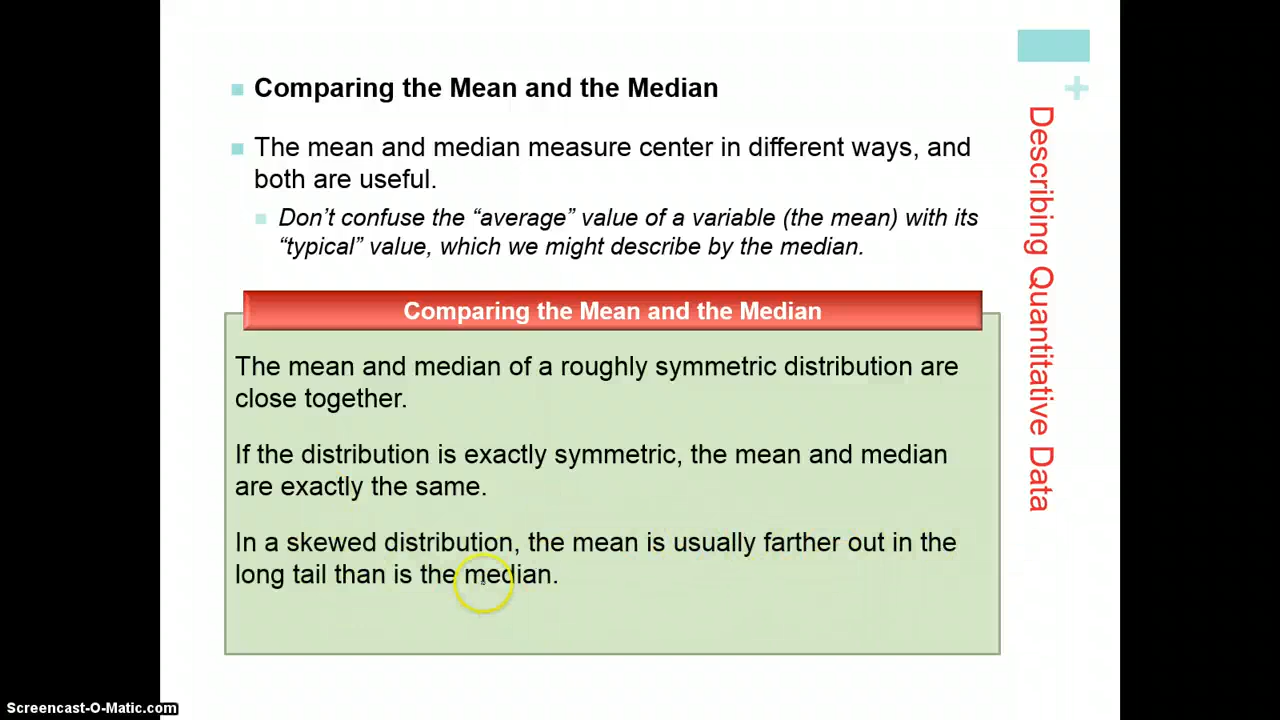 Comparing the Mean and the Median
The mean and median measure center in different ways, and
both are useful.
Don’t confuse the “average” value of a variable (the mean) with its
“typical” value, which we might describe by the median.
Comparing the Mean and the Median
The mean and median of a roughly symmetric distribution are
close together.
If the distribution is exactly symmetric, the mean and median
are exactly the same.
In a skewed distribution, the mean is usually farther out in the
long tail than is the median.
+
Describing Quantitative Data
Screencast-O-Matic.com